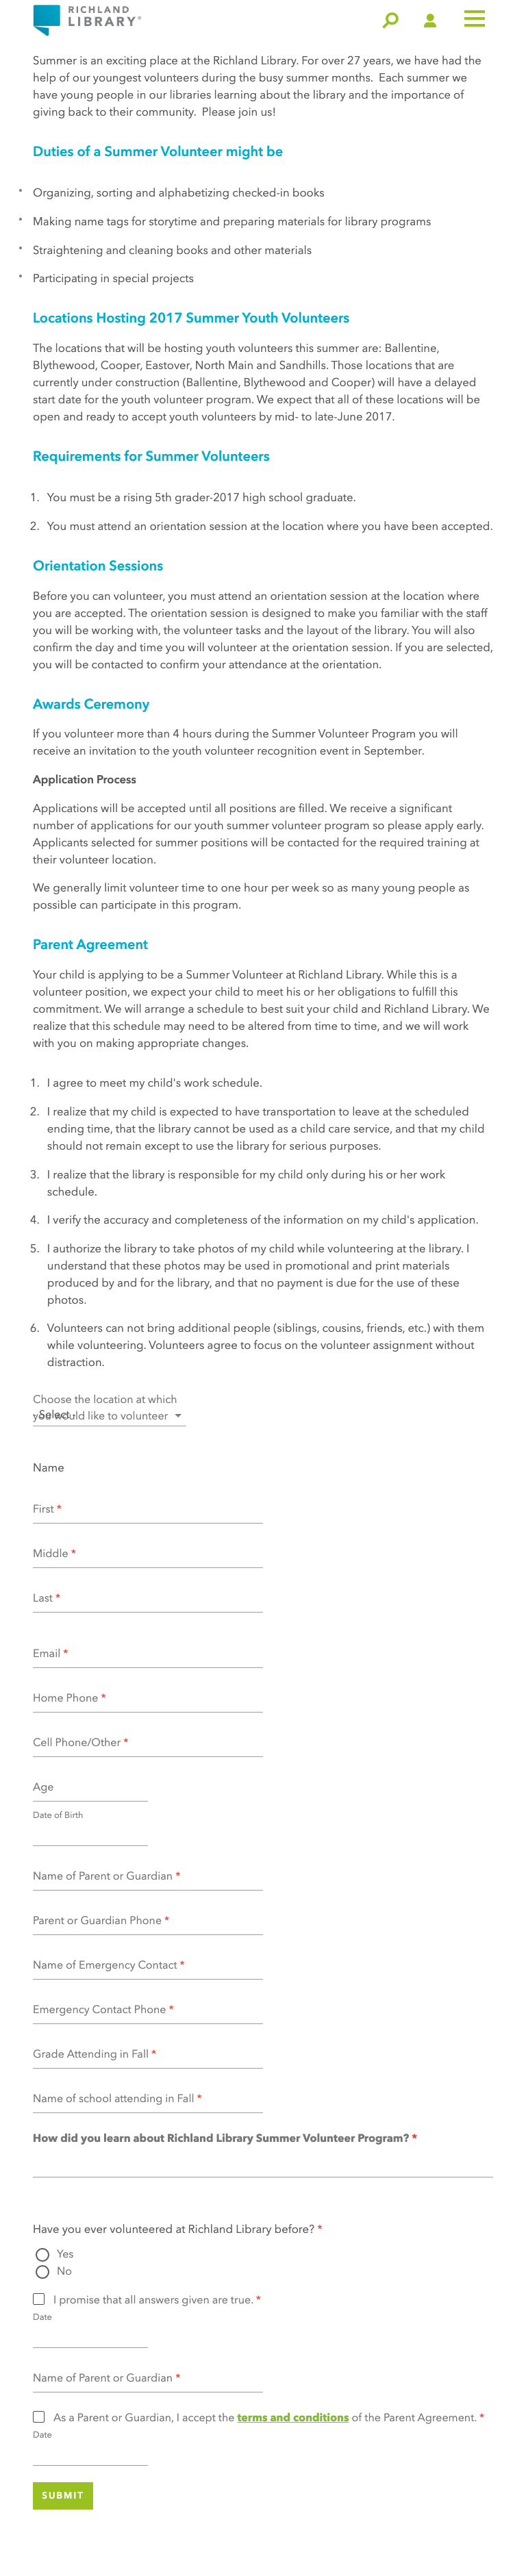 RICHLAND
LIBRARY®
Summer is an exciting place at the Richland Library. For over 27 years, we have had the
help of our youngest volunteers during the busy summer months.  Each summer we
have young people in our libraries learning about the library and the importance of
giving back to their community.  Please join us!
Duties of a Summer Volunteer might be
• Organizing, sorting and alphabetizing checked-in books
• Making name tags for storytime and preparing materials for library programs
• Straightening and cleaning books and other materials
• Participating in special projects
Locations Hosting 2017 Summer Youth Volunteers
The locations that will be hosting youth volunteers this summer are: Ballentine,
Blythewood, Cooper, Eastover, North Main and Sandhills. Those locations that are
currently under construction (Ballentine, Blythewood and Cooper) will have a delayed
start date for the youth volunteer program. We expect that all of these locations will be
open and ready to accept youth volunteers by mid- to late-June 2017.
Requirements for Summer Volunteers
1. You must be a rising 5th grader-2017 high school graduate.
2. You must attend an orientation session at the location where you have been accepted.
Orientation Sessions
Before you can volunteer, you must attend an orientation session at the location where
you are accepted. The orientation session is designed to make you familiar with the staff
you will be working with, the volunteer tasks and the layout of the library. You will also
confirm the day and time you will volunteer at the orientation session. If you are selected,
you will be contacted to confirm your attendance at the orientation.
Awards Ceremony
If you volunteer more than 4 hours during the Summer Volunteer Program you will
receive an invitation to the youth volunteer recognition event in September.
Application Process
Applications will be accepted until all positions are filled. We receive a significant
number of applications for our youth summer volunteer program so please apply early.
Applicants selected for summer positions will be contacted for the required training at
their volunteer location.
We generally limit volunteer time to one hour per week so as many young people as
possible can participate in this program.
Parent Agreement
Your child is applying to be a Summer Volunteer at Richland Library. While this is a
volunteer position, we expect your child to meet his or her obligations to fulfill this
commitment. We will arrange a schedule to best suit your child and Richland Library. We
realize that this schedule may need to be altered from time to time, and we will work
with you on making appropriate changes.
1. I agree to meet my child's work schedule.
2. I realize that my child is expected to have transportation to leave at the scheduled
ending time, that the library cannot be used as a child care service, and that my child
should not remain except to use the library for serious purposes.
3. I realize that the library is responsible for my child only during his or her work
schedule.
4. I verify the accuracy and completeness of the information on my child's application.
5. I authorize the library to take photos of my child while volunteering at the library. I
understand that these photos may be used in promotional and print materials
produced by and for the library, and that no payment is due for the use of these
photos.
6. Volunteers can not bring additional people (siblings, cousins, friends, etc.) with them
while volunteering. Volunteers agree to focus on the volunteer assignment without
distraction.
Choose the location at which
you would like to volunteer
- Select -
Name
First *
Middle *
Last *
Email *
Home Phone *
Cell Phone/Other *
Age
Date of Birth
Name of Parent or Guardian *
Parent or Guardian Phone *
Name of Emergency Contact *
Emergency Contact Phone *
Grade Attending in Fall *
Name of school attending in Fall *
How did you learn about Richland Library Summer Volunteer Program? *
Have you ever volunteered at Richland Library before? *
Yes
No
I promise that all answers given are true. *
Date
Name of Parent or Guardian *
As a Parent or Guardian, I accept the terms and conditions of the Parent Agreement. *
Date
SUBMIT